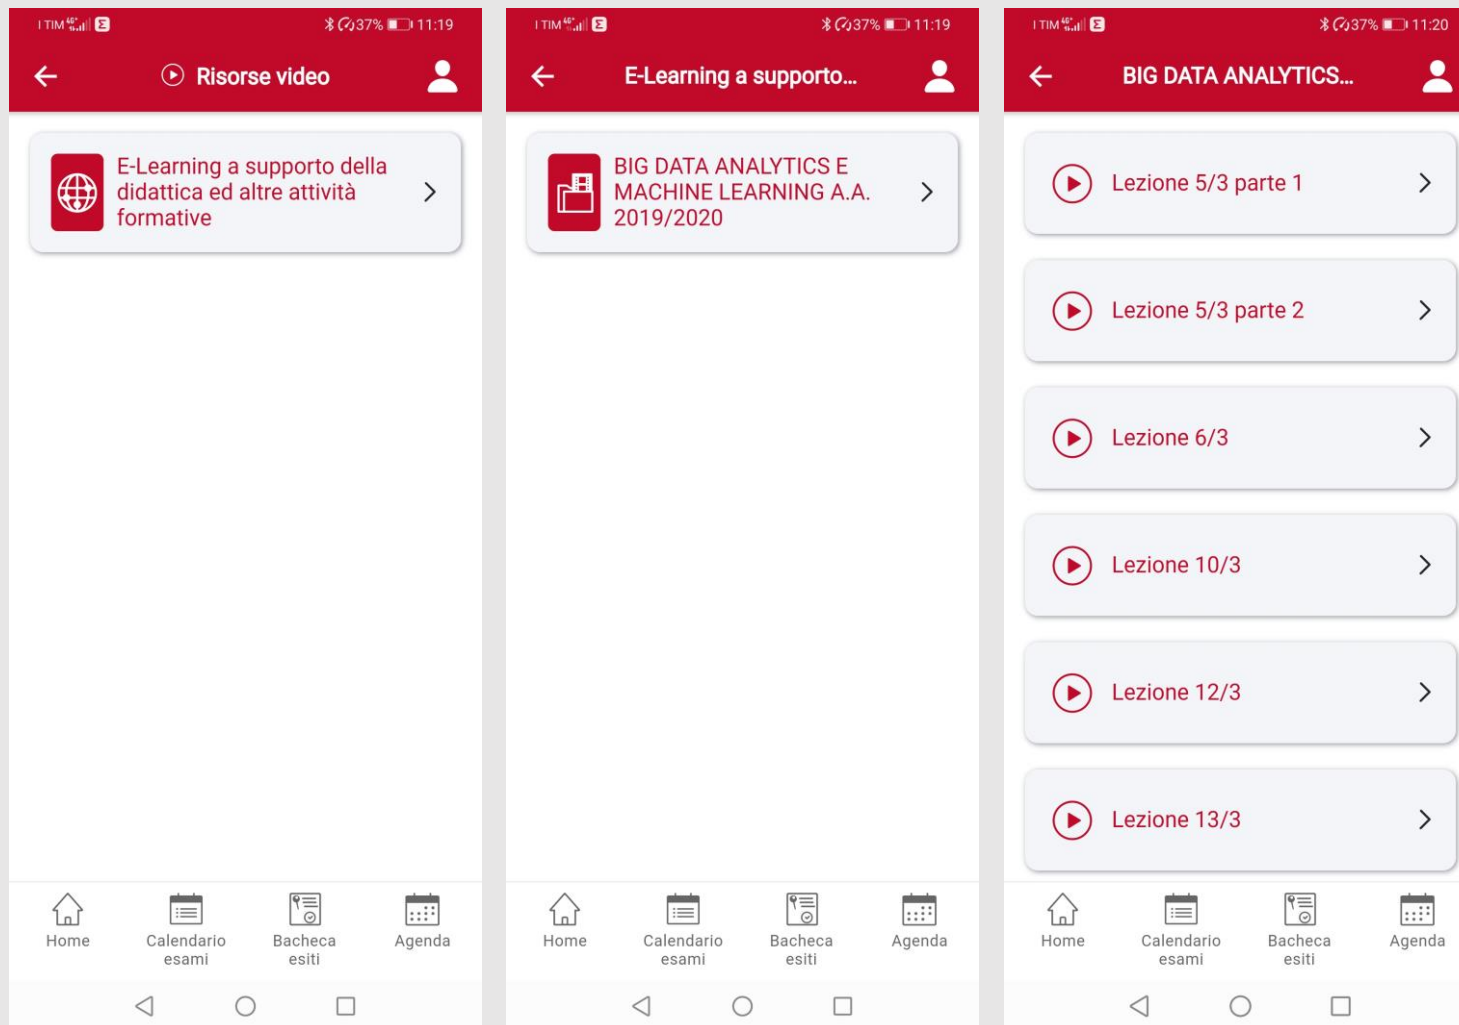 TIM 37% 11:19
Risorse video
E-Learning a supporto della
didattica ed altre attività
formative
Home
Calendario
esami
Bacheca
esiti
Agenda
TIM 37% 11:19
E-Learning a supporto...
BIG DATA ANALYTICS E
MACHINE LEARNING A.A.
2019/2020
Home
Calendario
esami
Bacheca
esiti
Agenda
TIM 37% 11:20
BIG DATA ANALYTICS...
Lezione 5/3 parte 1
Lezione 5/3 parte 2
Lezione 6/3
Lezione 10/3
Lezione 12/3
Lezione 13/3
Home
Calendario
esami
Bacheca
esiti
Agenda